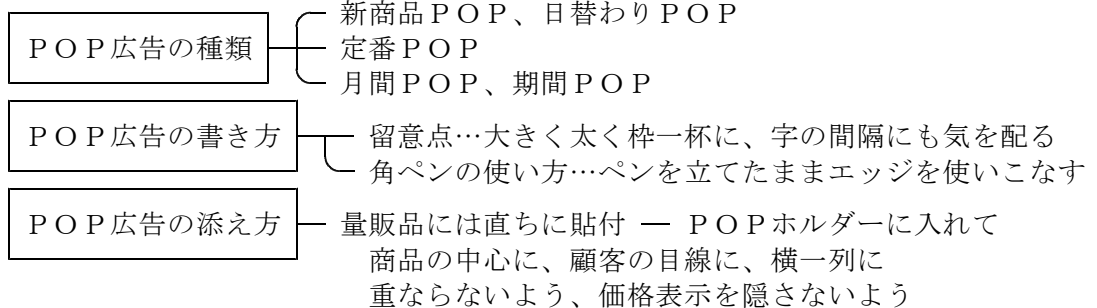 新商品ＰＯＰ、日替わりＰＯＰ
ＰＯＰ広告の種類
定番ＰＯＰ
月間ＰＯＰ、期間ＰＯＰ
ＰＯＰ広告の書き方
留意点…大きく太く枠一杯に、字の間隔にも気を配る
角ペンの使い方…ペンを立てたままエッジを使いこなす
ＰＯＰ広告の添え方
量販品には直ちに貼付 ― ＰＯＰホルダーに入れて
商品の中心に、顧客の目線に、横一列に
重ならないよう、価格表示を隠さないよう